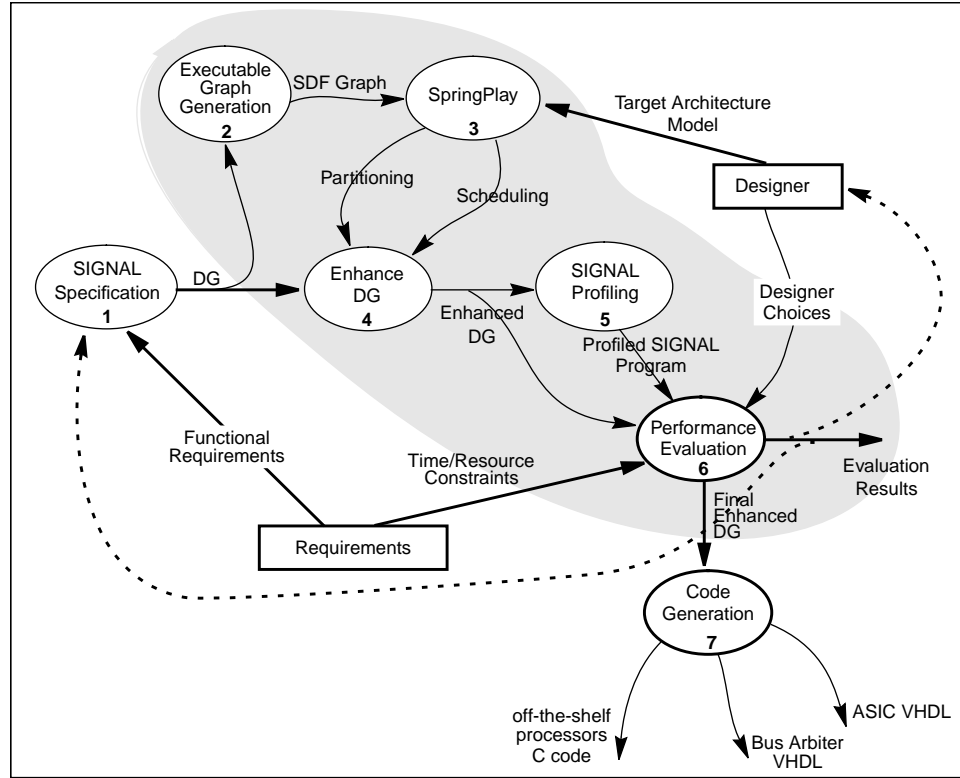 Executable
Graph
Generation
2
SDF Graph
SpringPlay
3
Target Architecture
Model
Designer
Partitioning
Scheduling
SIGNAL
Specification
1
DG
Enhance
DG
4
Enhanced
DG
SIGNAL
Profiling
5
Designer
Choices
Profiled SIGNAL
Program
Performance
Evaluation
6
Evaluation
Results
Functional
Requirements
Time/Resource
Constraints
Requirements
Final
Enhanced
DG
Code
Generation
7
off-the-shelf
processors
C code
Bus Arbiter
VHDL
ASIC VHDL